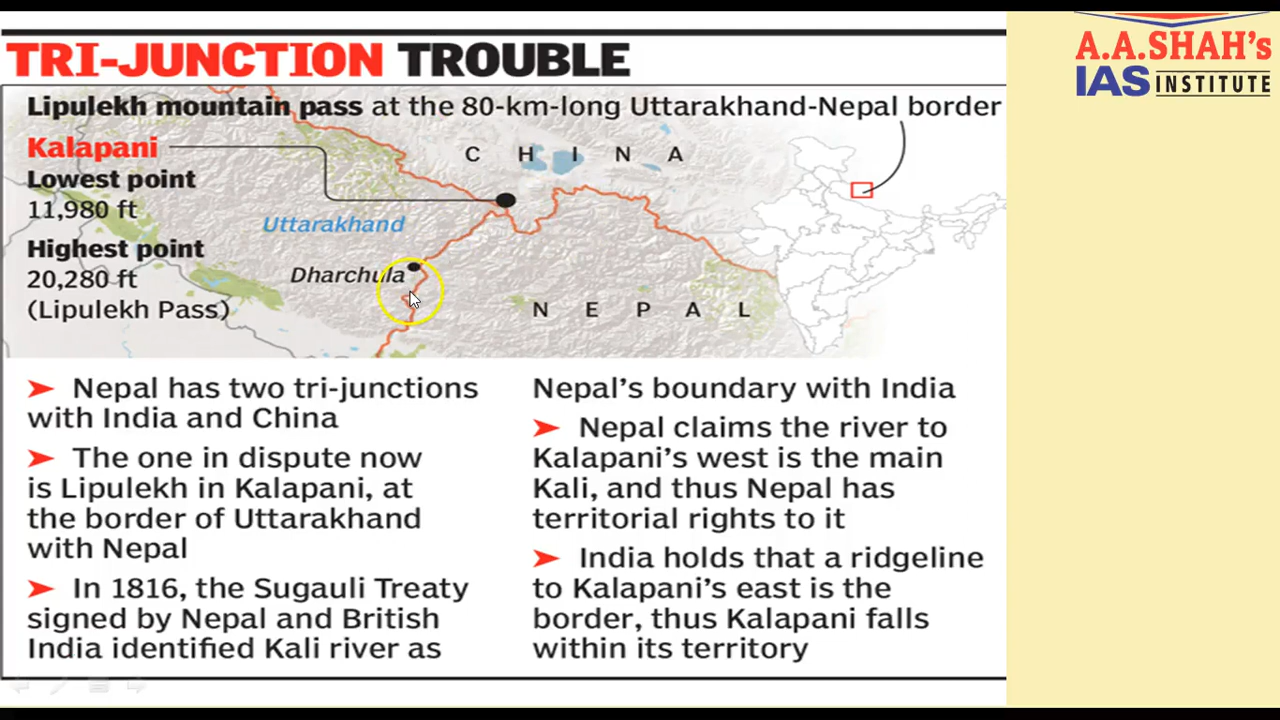 TRI-JUNCTION TROUBLE
Lipulekh mountain pass at the 80-km-long Uttarakhand-Nepal border
Kalapani
Lowest point
11,980 ft
Highest point
20,280 ft
(Lipulekh Pass)
CHINA
Uttarakhand
Dharchula
NEPAL
➤ Nepal has two tri-junctions
with India and China
➤ The one in dispute now
is Lipulekh in Kalapani, at
the border of Uttarakhand
with Nepal
➤ In 1816, the Sugauli Treaty
signed by Nepal and British
India identified Kali river as
Nepal's boundary with India
➤ Nepal claims the river to
Kalapani's west is the main
Kali, and thus Nepal has
territorial rights to it
➤ India holds that a ridgeline
to Kalapani's east is the
border, thus Kalapani falls
within its territory
A.A.SHAH's
IAS INSTITUTE